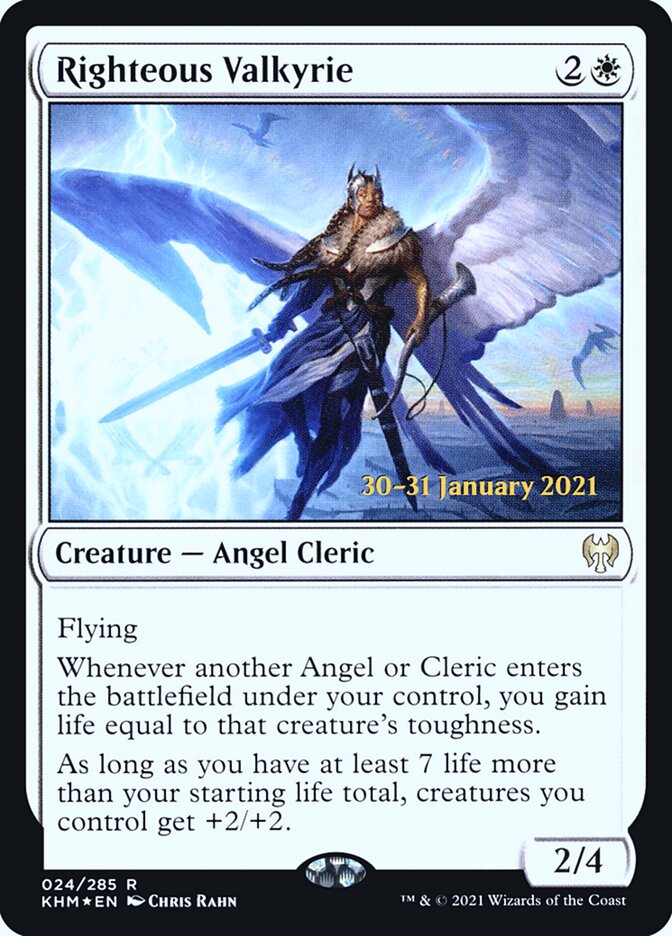 Righteous Valkyrie 2
30-31 January 2021
Creature — Angel Cleric
Flying
Whenever another Angel or Cleric enters
the battlefield under your control, you gain
life equal to that creature's toughness.
As long as you have at least 7 life more
than your starting life total, creatures you
control get +2/+2.
2/4
024/285 R
KHM★EN Chris Rahn
™ & © 2021 Wizards of the Coast